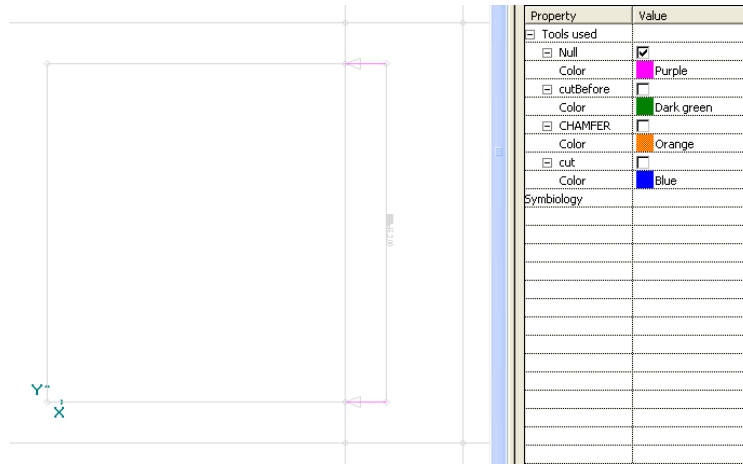 Property Value
Tools used
Null
Color Purple
cutBefore
Color Dark green
CHAMFER
Color Orange
cut
Color Blue
Symbiology
Y
X